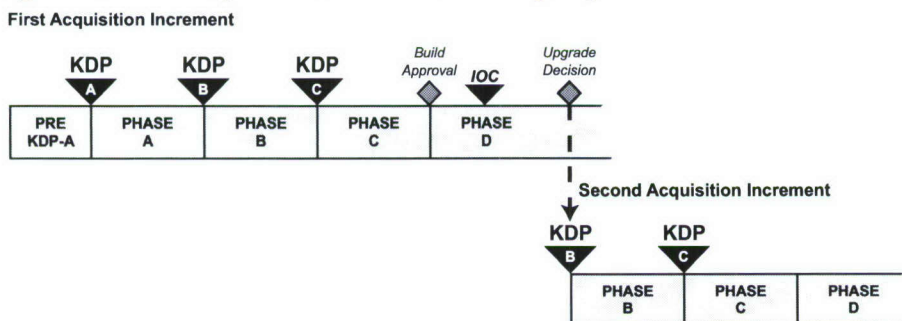 First Acquisition Increment
KDP
A
KDP
B
KDP
C
Build
Approval
IOC
Upgrade
Decision
PRE
KDP-A
PHASE
A
PHASE
B
PHASE
C
PHASE
D
Second Acquisition Increment
KDP
B
KDP
C
PHASE
B
PHASE
C
PHASE
D